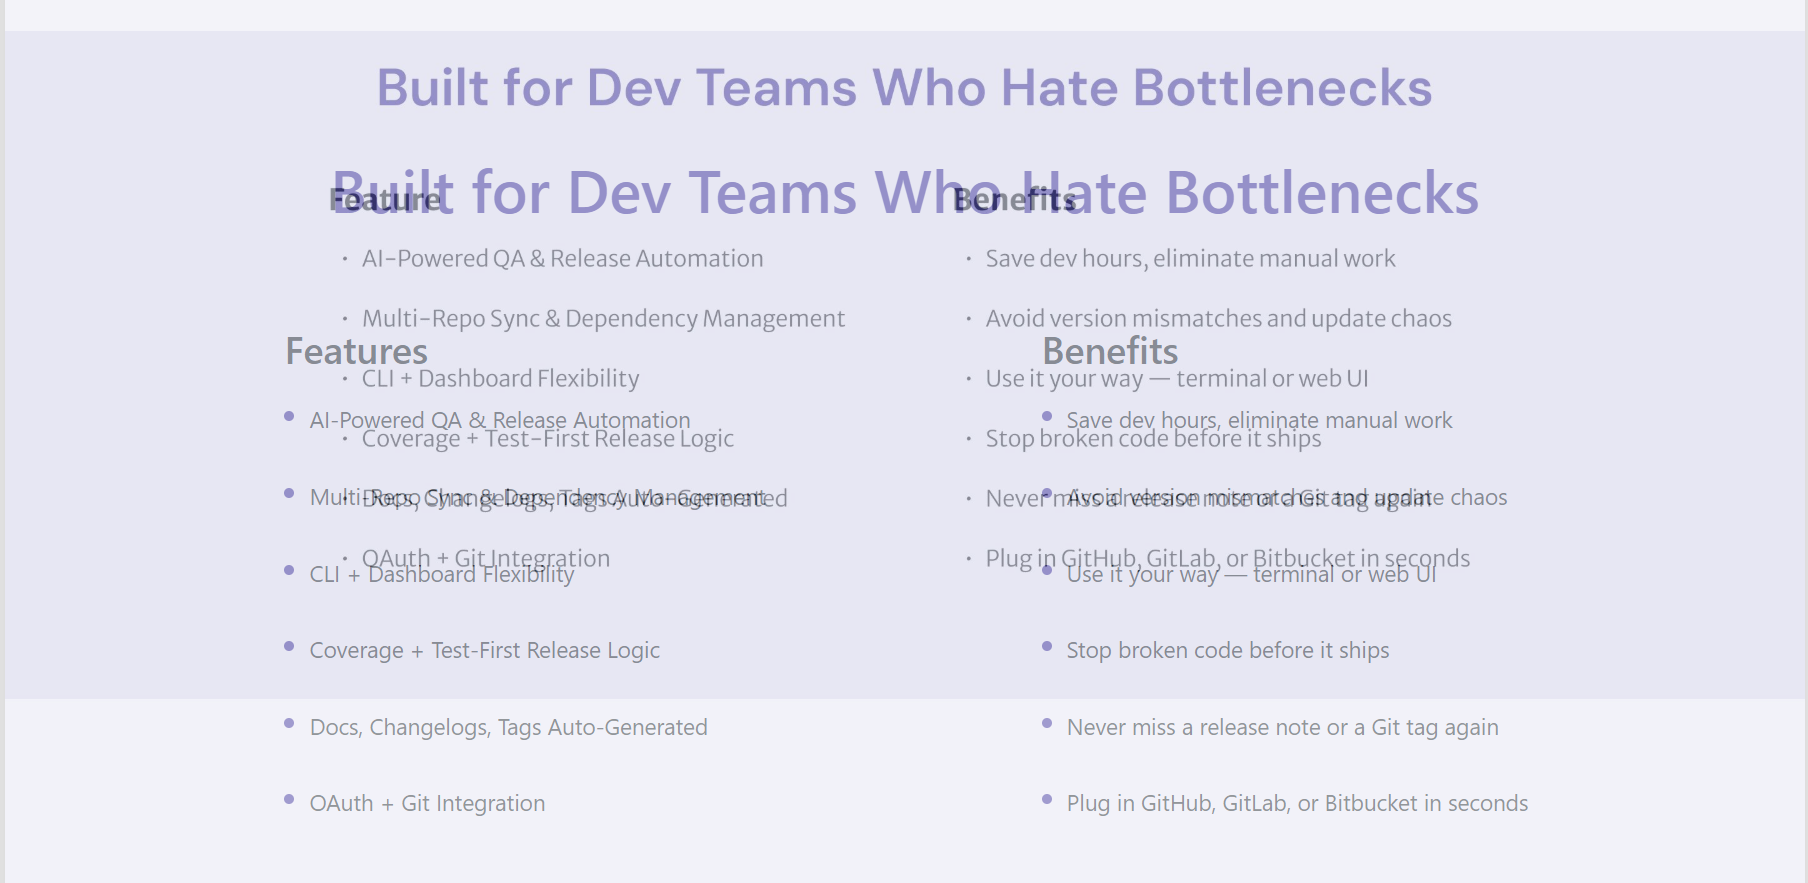 Built for Dev Teams Who Hate Bottlenecks
Built for Dev Teams Who Hate Bottlenecks
Feature
Benefits
· AI-Powered QA & Release Automation
· Save dev hours, eliminate manual work
· Multi-Repo Sync & Dependency Management
· Avoid version mismatches and update chaos
Features
Benefits
· CLI + Dashboard Flexibility
· Use it your way — terminal or web UI
• AI-Powered QA & Release Automation
• Save dev hours, eliminate manual work
· Coverage + Test-First Release Logic
· Stop broken code before it ships
• Multi-Repo Sync & Dependency Management
· Docs, Changelogs, Tags Auto-Generated
· Never miss a release note or a Git tag again
• Avoid version mismatches and update chaos
· OAuth + Git Integration
· Plug in GitHub, GitLab, or Bitbucket in seconds
• CLI + Dashboard Flexibility
• Use it your way — terminal or web UI
• Coverage + Test-First Release Logic
• Stop broken code before it ships
• Docs, Changelogs, Tags Auto-Generated
• Never miss a release note or a Git tag again
• OAuth + Git Integration
• Plug in GitHub, GitLab, or Bitbucket in seconds